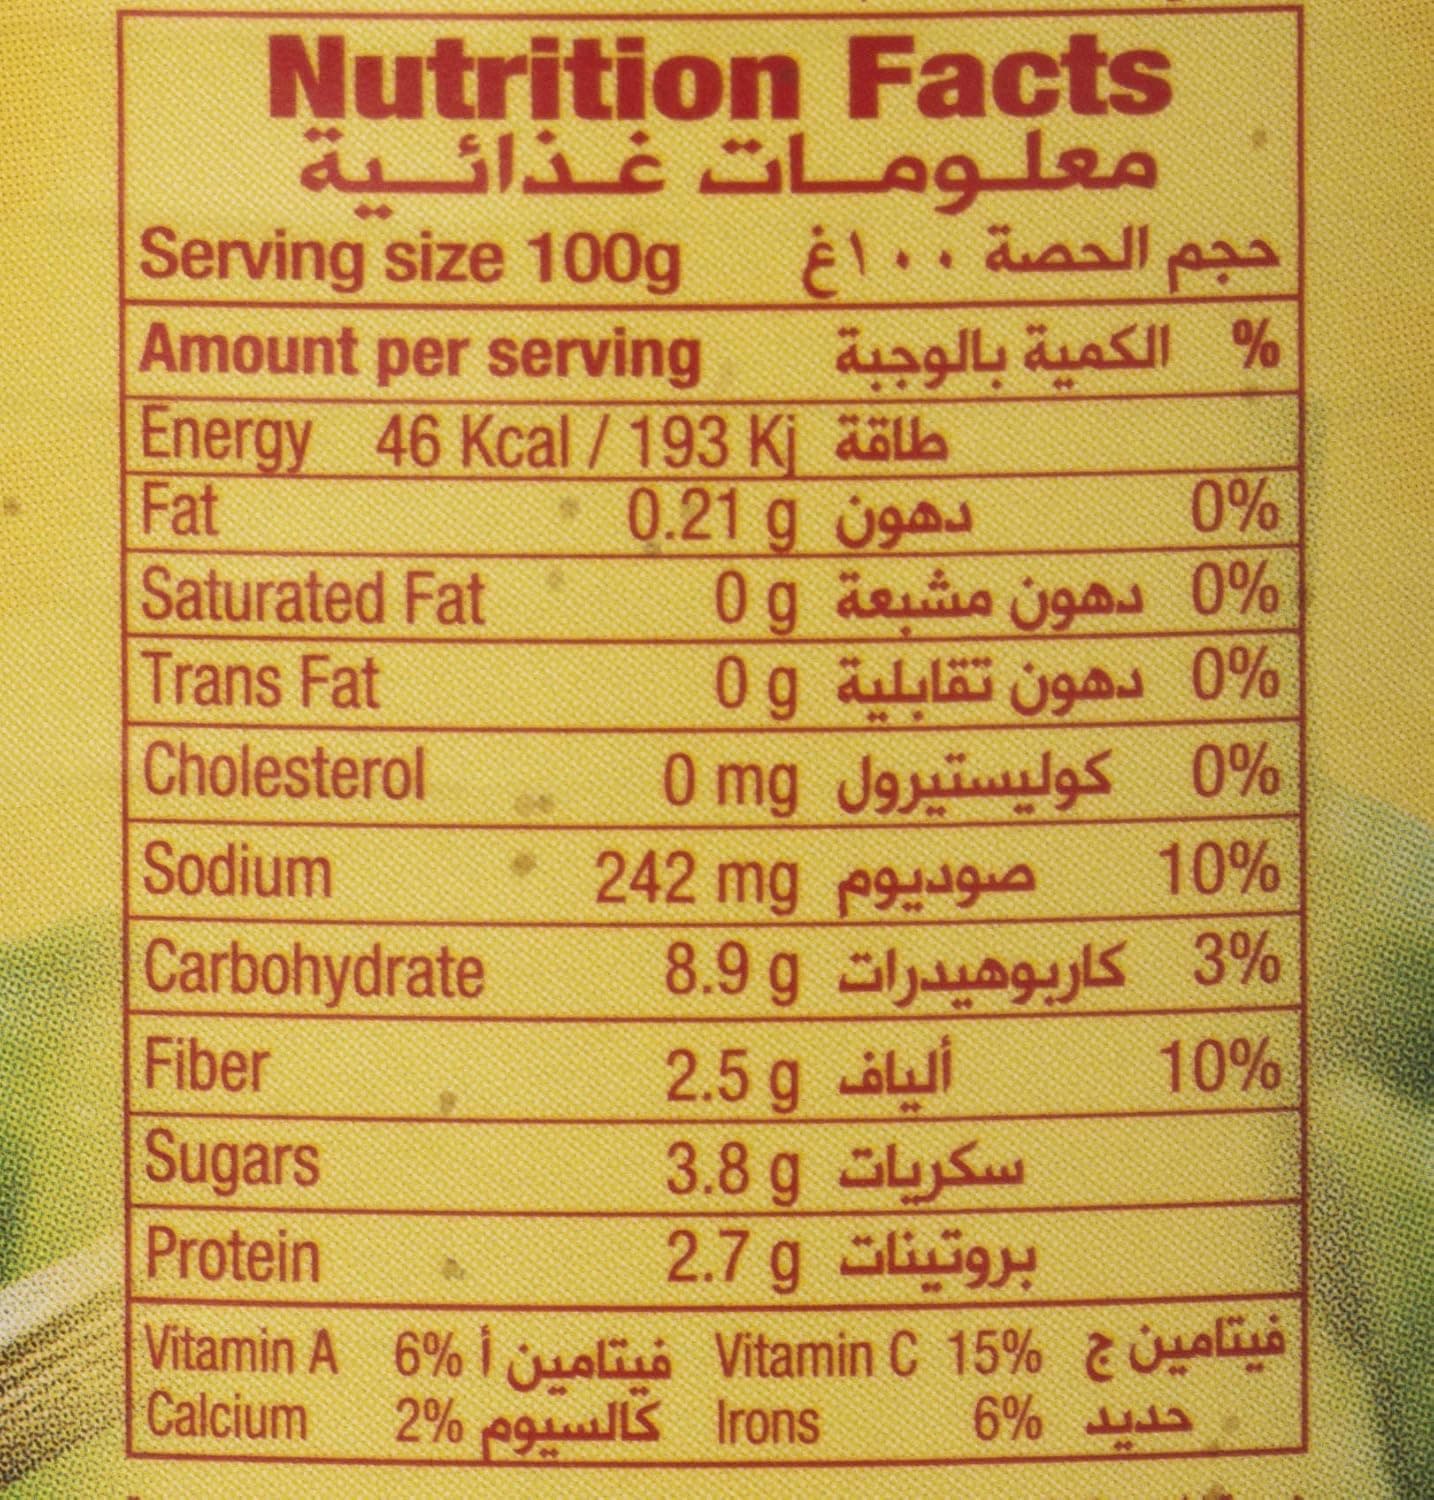 Nutrition Facts
معلومات غذائية
Serving size 100g حجم الحصة ١٠٠غ
Amount per serving الكمية بالوجبة %
Energy 46 Kcal / 193 Kj طاقة
Fat 0.21 g دهون 0%
Saturated Fat 0 g دهون مشبعة 0%
Trans Fat 0 g دهون تقابلية 0%
Cholesterol 0 mg كوليستيرول 0%
Sodium 242 mg صوديوم 10%
Carbohydrate 8.9 g كاربوهيدرات 3%
Fiber 2.5 g ألياف 10%
Sugars 3.8 g سكريات
Protein 2.7 g بروتينات
Vitamin A 6% فيتامين أ Vitamin C 15% فيتامين ج
Calcium 2% كالسيوم Irons 6% حديد